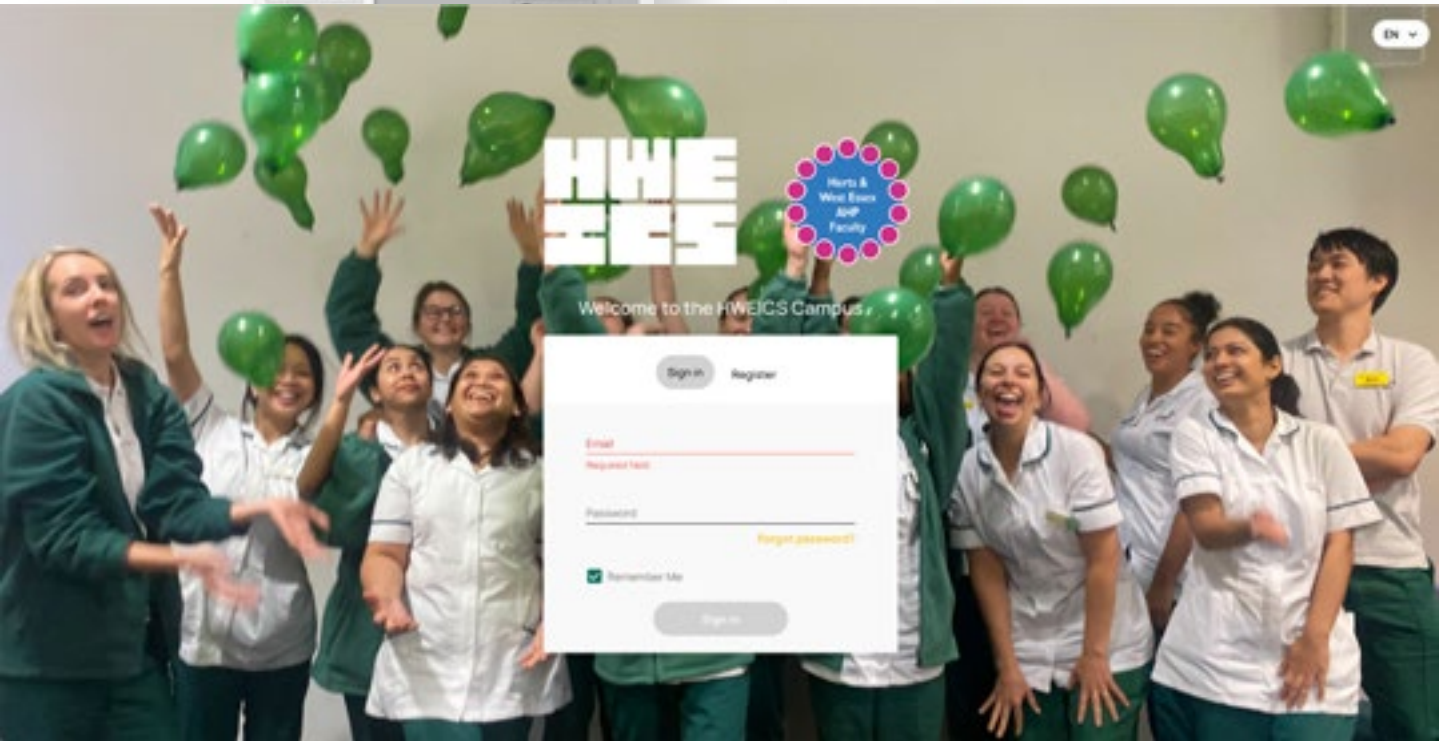 EN
HWE
ICS
Herts &
West Essex
AHP
Faculty
Welcome to the HWEICS Campus
Sign in
Register
Email
Required field
Password
Forgot password?
Remember Me
Sign in